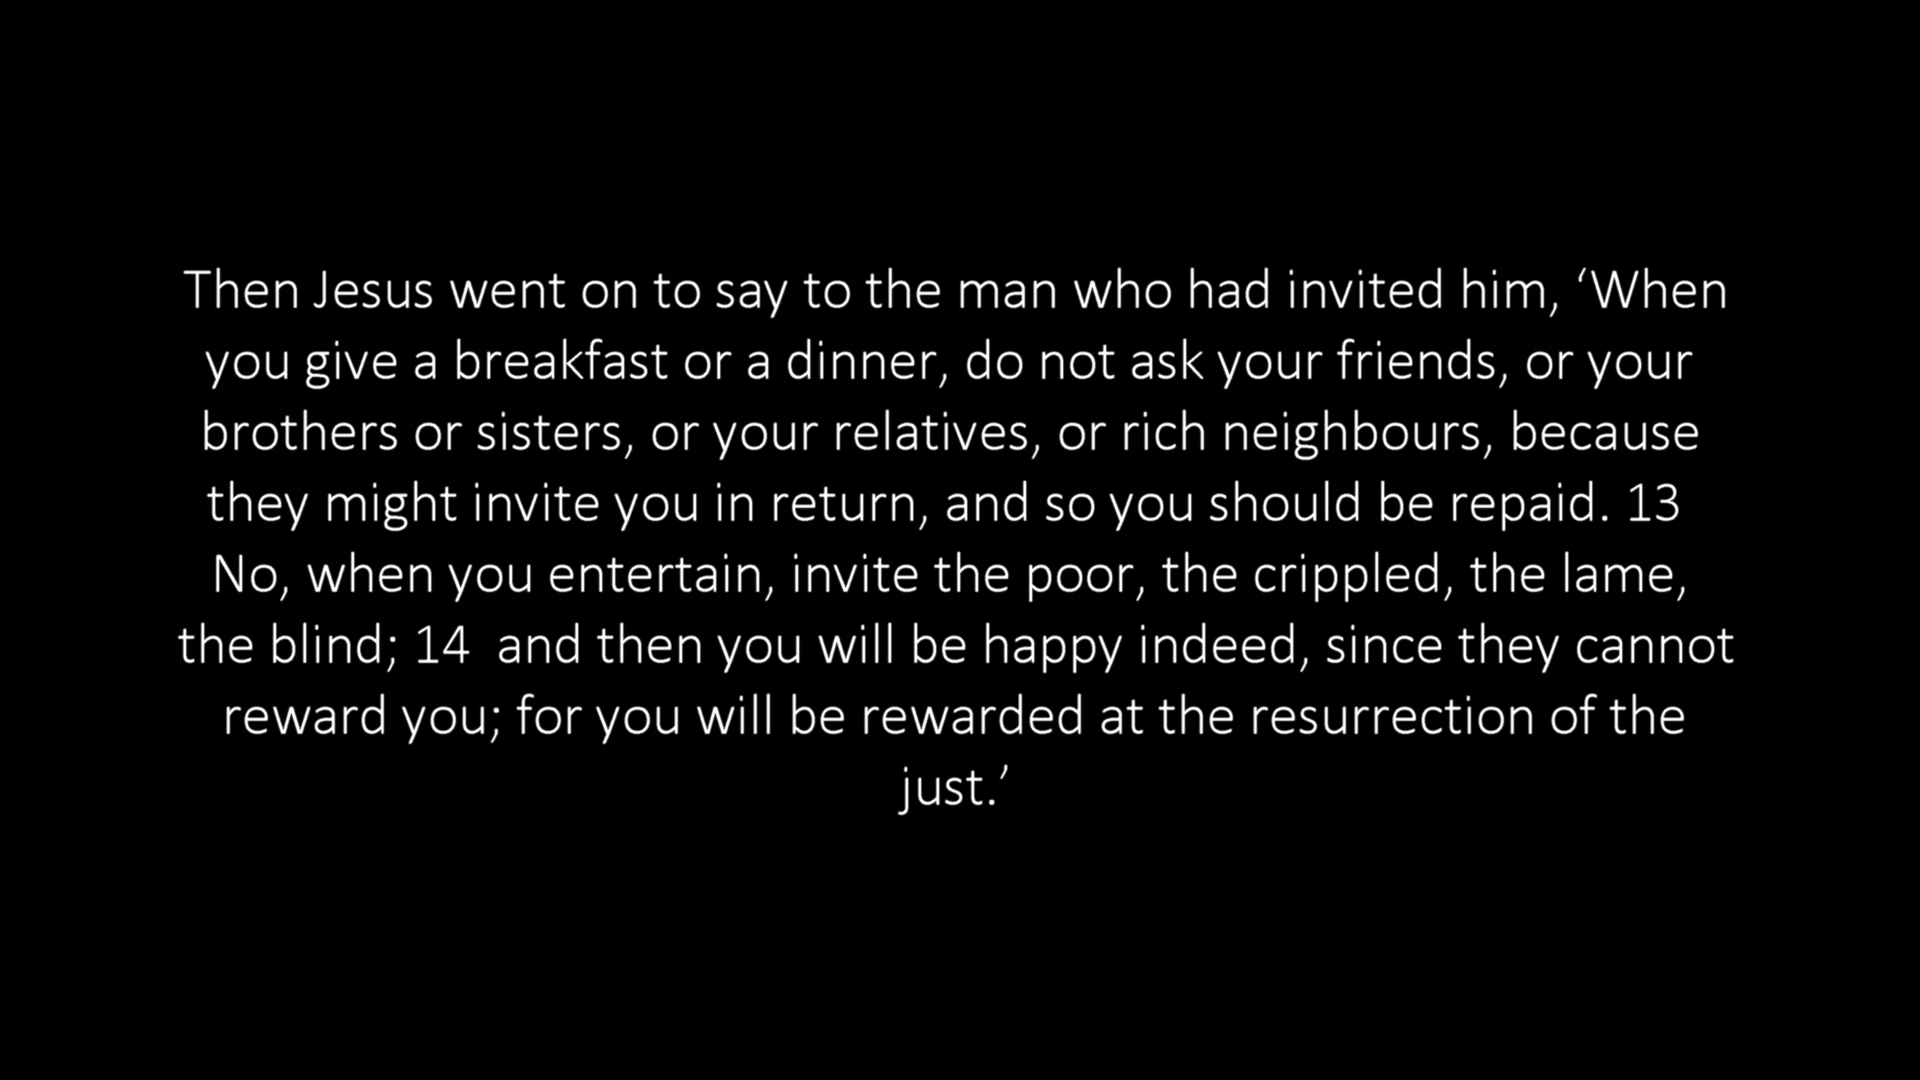 Then Jesus went on to say to the man who had invited him, ‘When
you give a breakfast or a dinner, do not ask your friends, or your
brothers or sisters, or your relatives, or rich neighbours, because
they might invite you in return, and so you should be repaid. 13
No, when you entertain, invite the poor, the crippled, the lame,
the blind; 14  and then you will be happy indeed, since they cannot
reward you; for you will be rewarded at the resurrection of the
just.’